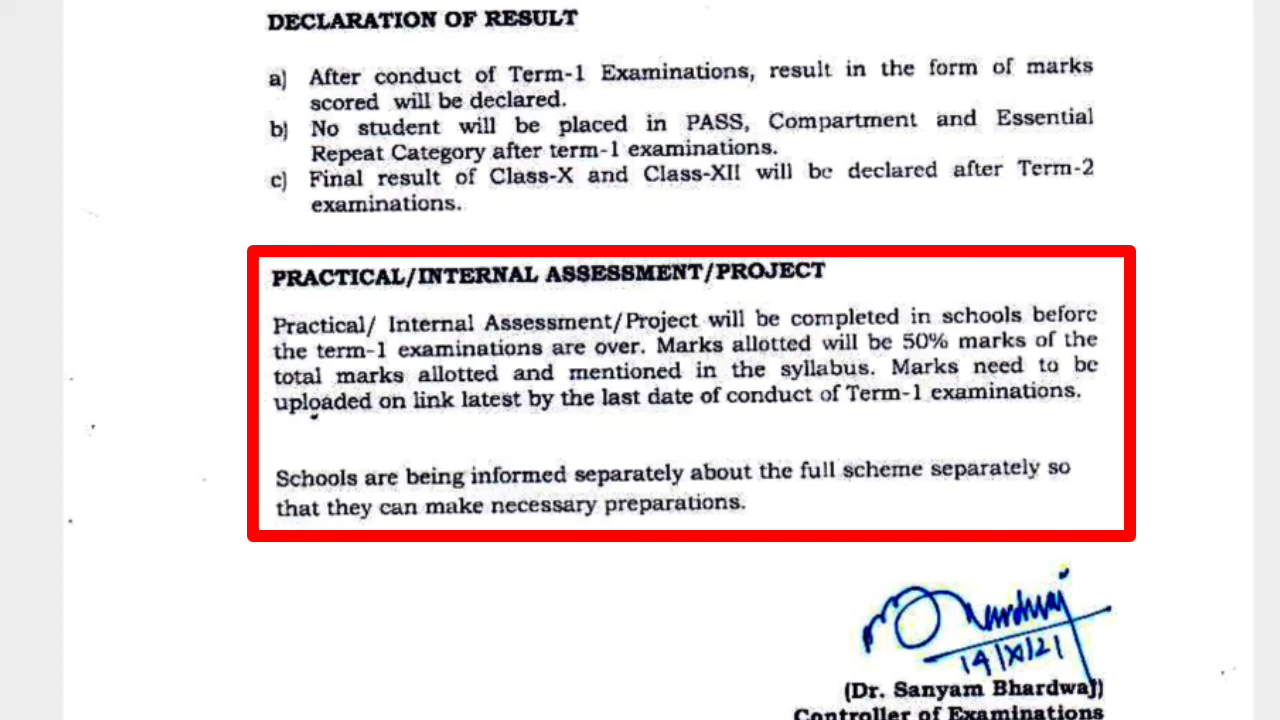 DECLARATION OF RESULT
a) After conduct of Term-1 Examinations, result in the form of marks
scored will be declared.
b) No student will be placed in PASS, Compartment and Essential
Repeat Category after term-1 examinations.
c) Final result of Class-X and Class-XII will be declared after Term-2
examinations.
PRACTICAL/INTERNAL ASSESSMENT/PROJECT
Practical/ Internal Assessment/Project will be completed in schools before
the term-1 examinations are over. Marks allotted will be 50% marks of the
total marks allotted and mentioned in the syllabus. Marks need to be
uploaded on link latest by the last date of conduct of Term-1 examinations.
Schools are being informed separately about the full scheme separately so
that they can make necessary preparations.
14/X/21
(Dr. Sanyam Bhardwaj)
Controller of Examinations